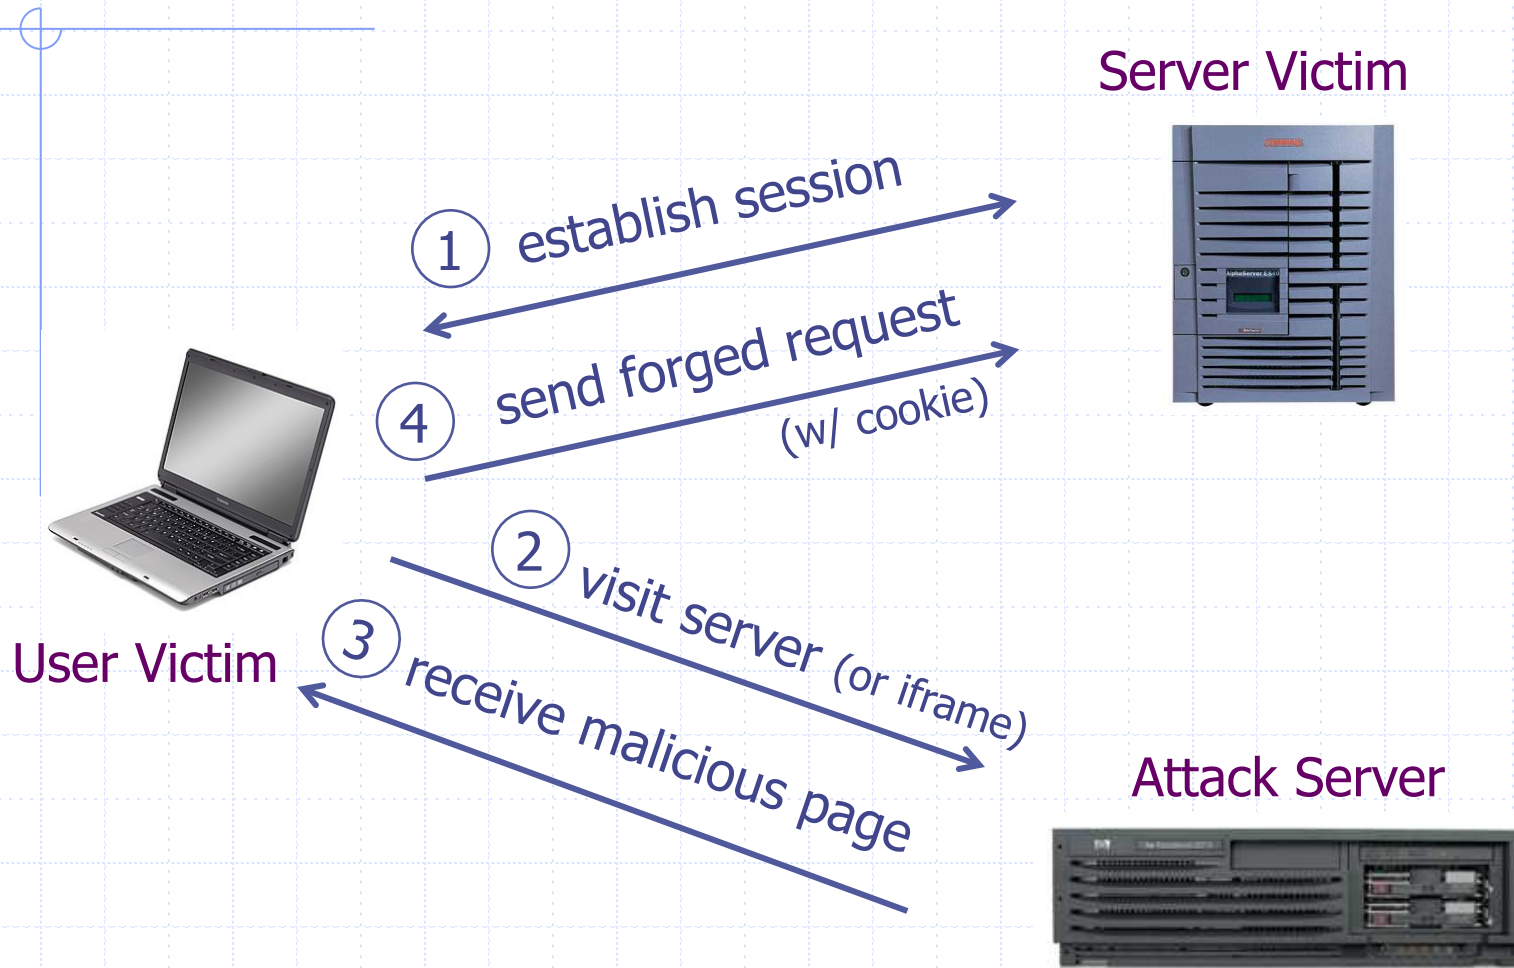 Server Victim
1 establish session
4 send forged request
(w/ cookie)
2 visit server (or iframe)
3 receive malicious page
User Victim
Attack Server